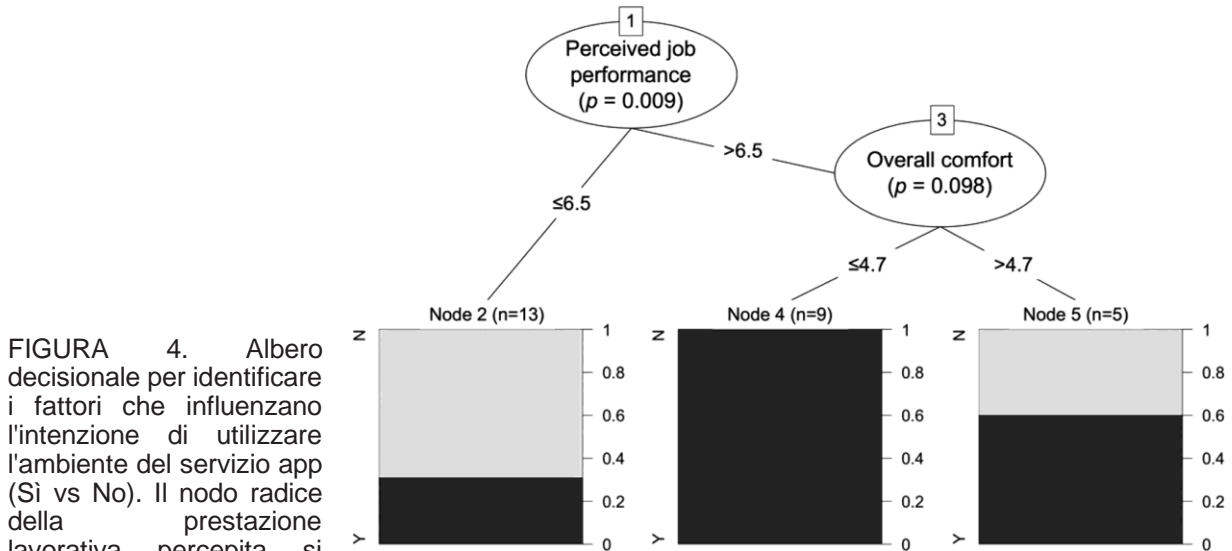 1
Perceived job
performance
(p = 0.009)
>6.5
≤6.5
3
Overall comfort
(p = 0.098)
≤4.7
>4.7
Node 2 (n=13)
N
Y
1
0.8
0.6
0.4
0.2
0
Node 4 (n=9)
N
Y
1
0.8
0.6
0.4
0.2
0
Node 5 (n=5)
N
Y
1
0.8
0.6
0.4
0.2
0
FIGURA 4. Albero
decisionale per identificare
i fattori che influenzano
l'intenzione di utilizzare
l'ambiente del servizio app
(Sì vs No). Il nodo radice
della prestazione
lavorativa percepita si